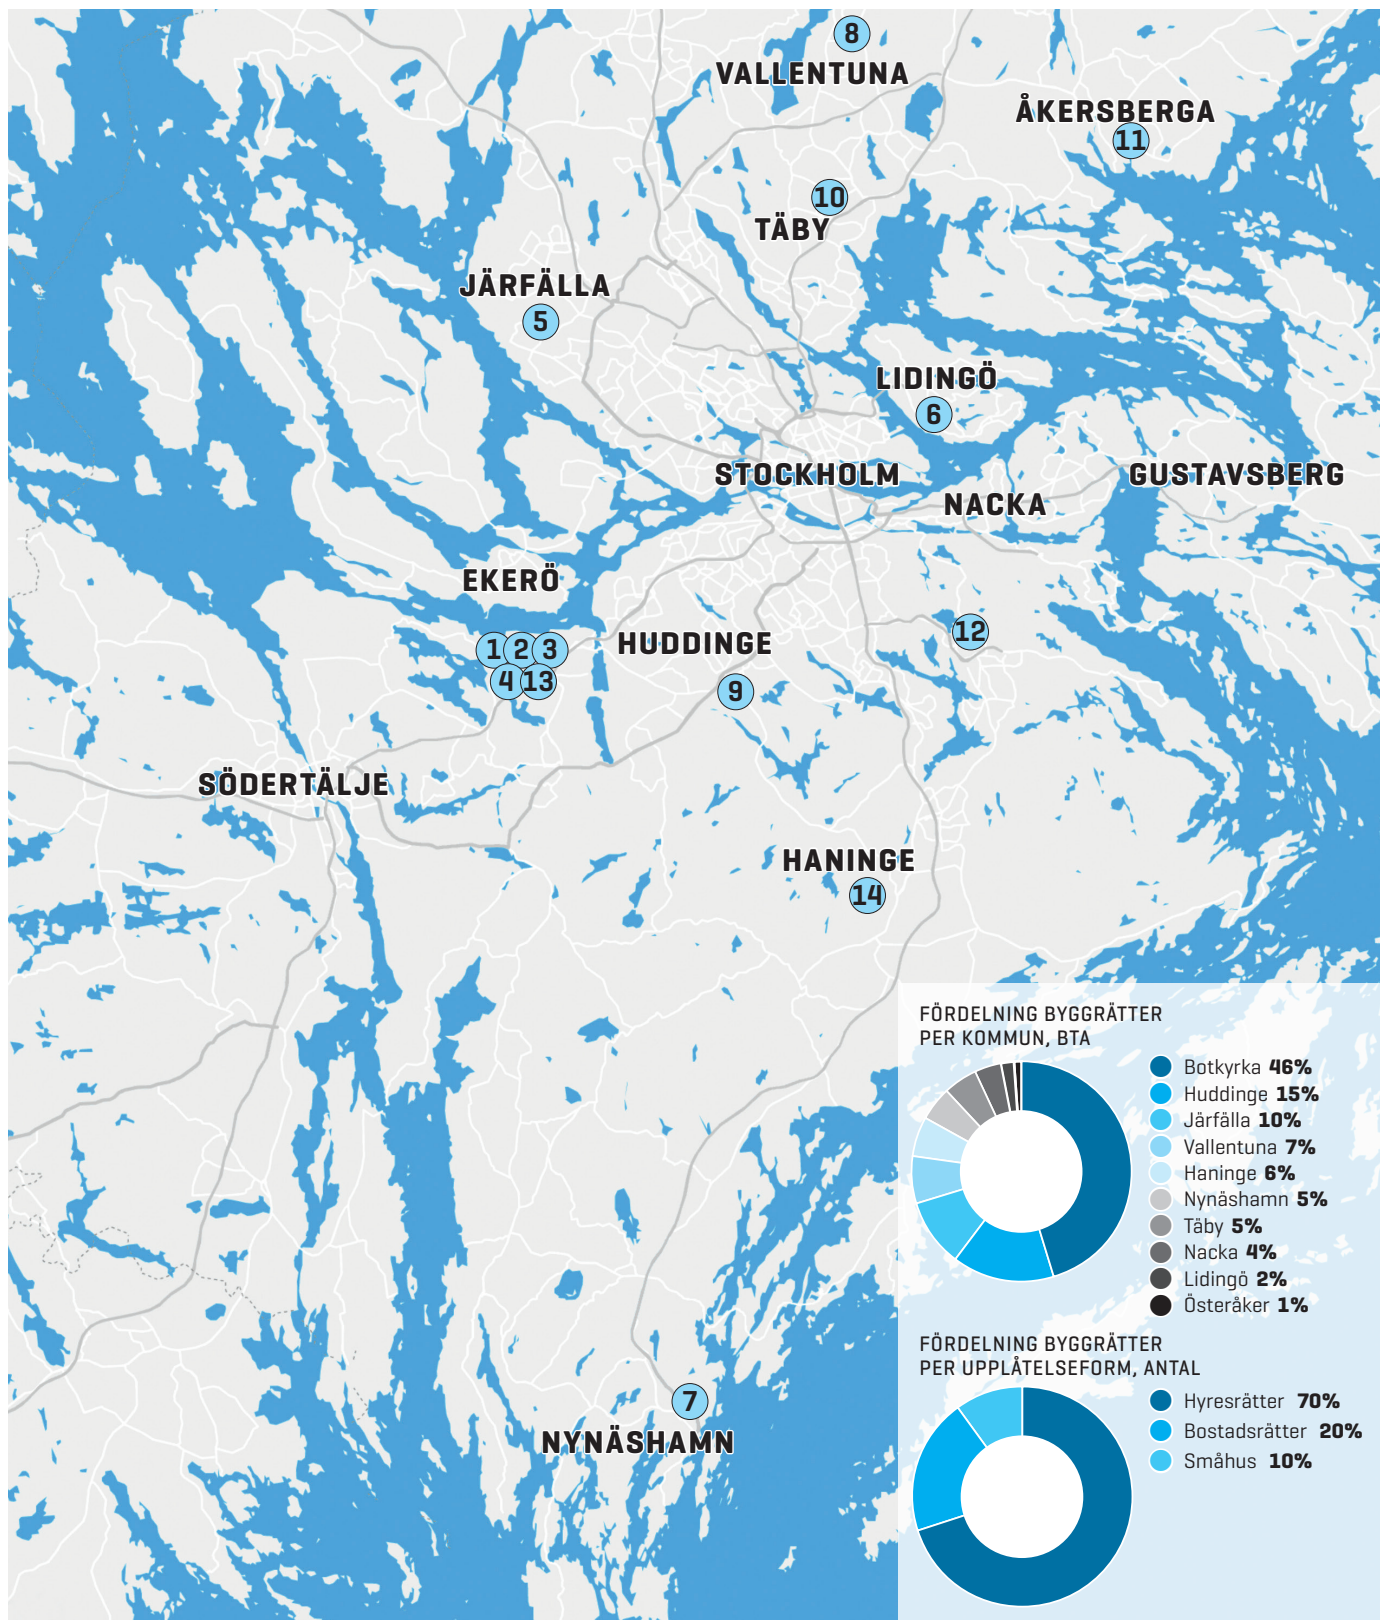 8
VALLENTUNA
ÅKERSBERGA
11
10
TÄBY
JÄRFÄLLA
5
LIDINGÖ
6
STOCKHOLM
GUSTAVSBERG
NACKA
EKERÖ
12
HUDDINGE
1 2 3
4 13
9
SÖDERTÄLJE
HANINGE
14
7
NYNÄSHAMN
FÖRDELNING BYGGRÄTTER
PER KOMMUN, BTA
Botkyrka 46%
Huddinge 15%
Järfälla 10%
Vallentuna 7%
Haninge 6%
Nynäshamn 5%
Täby 5%
Nacka 4%
Lidingö 2%
Österåker 1%
FÖRDELNING BYGGRÄTTER
PER UPPLÅTELSEFORM, ANTAL
Hyresrätter 70%
Bostadsrätter 20%
Småhus 10%